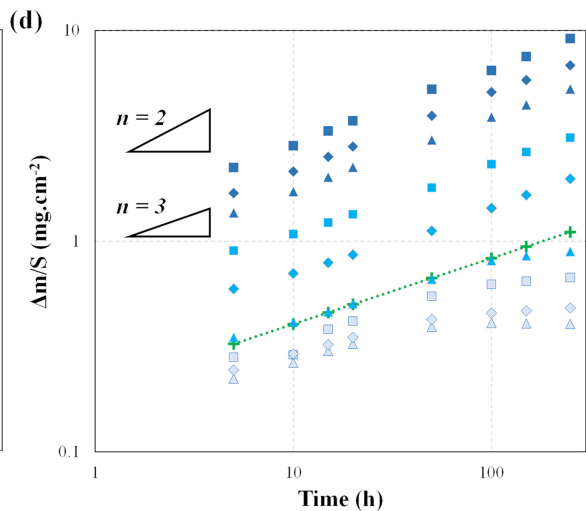 (d)
10
n = 2
n = 3
1
Δm/S (mg.cm⁻²)
0.1
1
10
100
Time (h)